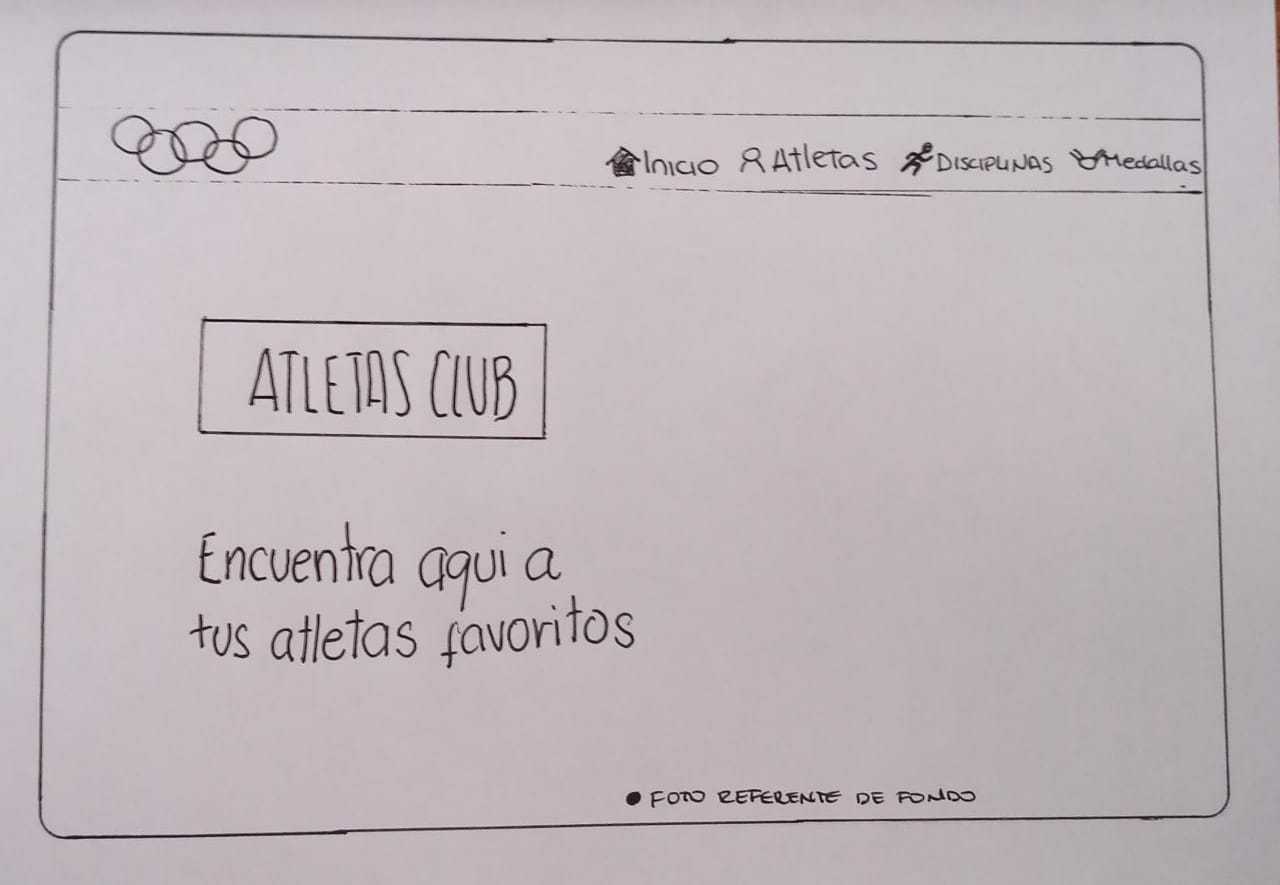 Inicio Atletas DISCIPLINAS Medallas
ATLETAS CLUB
Encuentra aqui a
tus atletas favoritos
FOTO REFERENTE DE FONDO